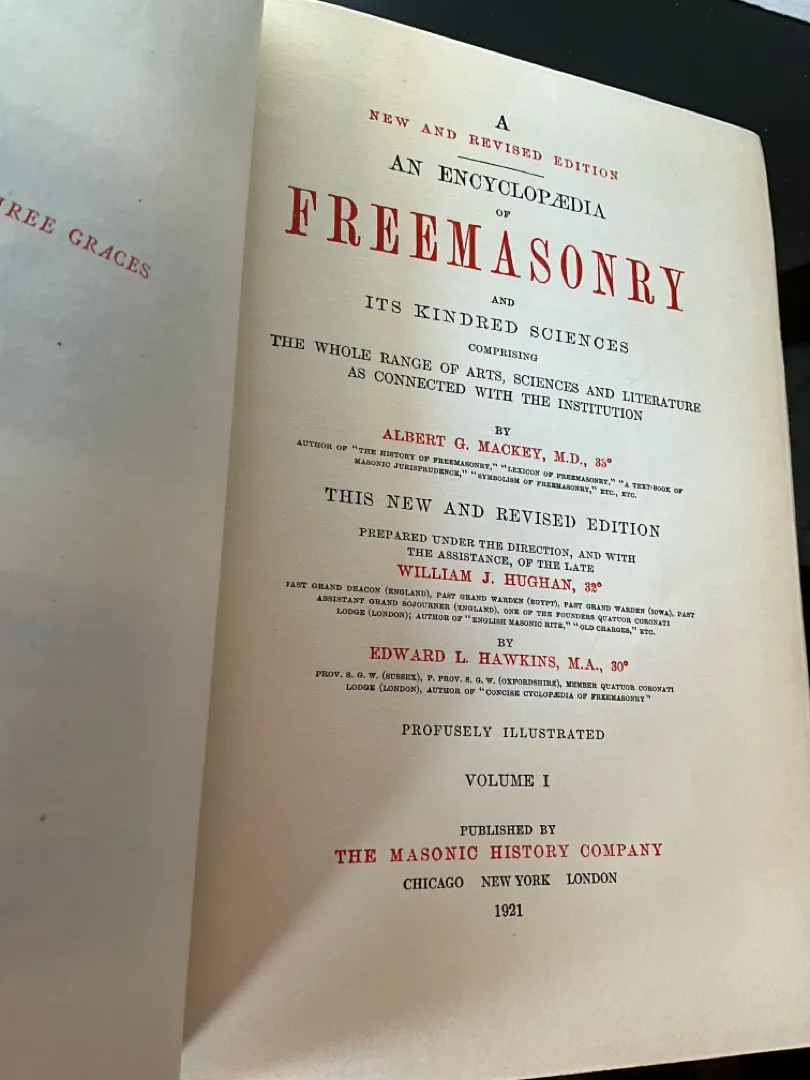 GRACES
A
NEW AND REVISED EDITION
AN ENCYCLOPÆDIA
OF
FREEMASONRY
AND
ITS KINDRED SCIENCES
COMPRISING
THE WHOLE RANGE OF ARTS, SCIENCES AND LITERATURE
AS CONNECTED WITH THE INSTITUTION
BY
ALBERT G. MACKEY, M.D., 33°
AUTHOR OF "THE HISTORY OF FREEMASONRY," "LEXICON OF FREEMASONRY," "A TEXT-BOOK OF
MASONIC JURISPRUDENCE," "SYMBOLISM OF FREEMASONRY," ETC., ETC.
THIS NEW AND REVISED EDITION
PREPARED UNDER THE DIRECTION, AND WITH
THE ASSISTANCE, OF THE LATE
WILLIAM J. HUGHAN, 32°
PAST GRAND DEACON (ENGLAND), PAST GRAND WARDEN (EGYPT), PAST GRAND WARDEN (IOWA), PAST
ASSISTANT GRAND SOJOURNER (ENGLAND), ONE OF THE FOUNDERS QUATUOR CORONATI
LODGE (LONDON); AUTHOR OF "ENGLISH MASONIC RITE," "OLD CHARGES," ETC.
BY
EDWARD L. HAWKINS, M.A., 30°
PROV. S. G. W. (SUSSEX), P. PROV. S. G. W. (OXFORDSHIRE), MEMBER QUATUOR CORONATI
LODGE (LONDON), AUTHOR OF "CONCISE CYCLOPÆDIA OF FREEMASONRY"
PROFUSELY ILLUSTRATED
VOLUME I
PUBLISHED BY
THE MASONIC HISTORY COMPANY
CHICAGO NEW YORK LONDON
1921